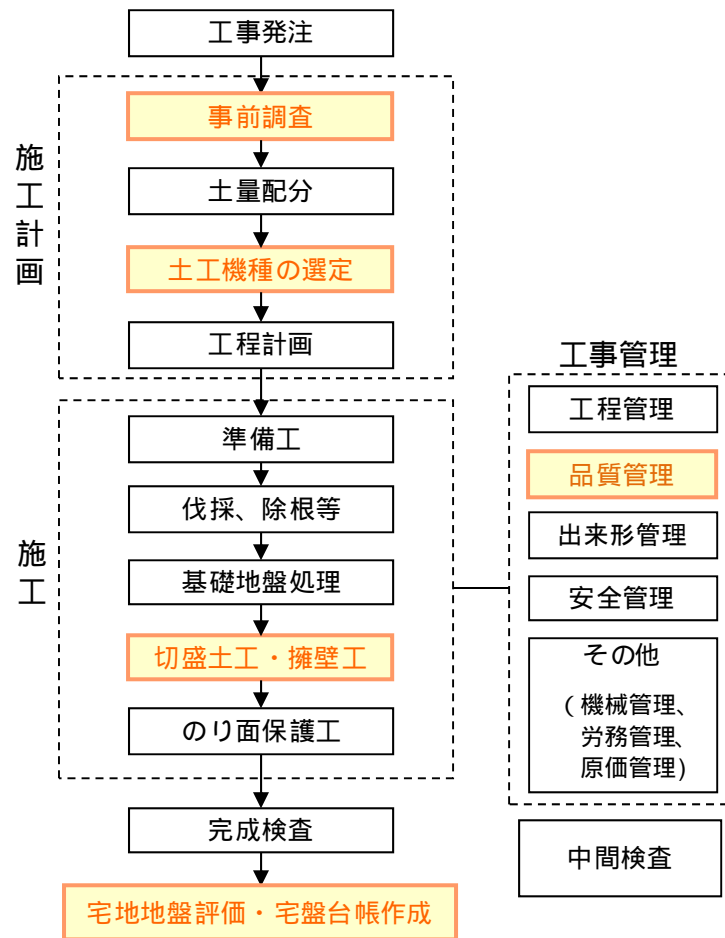 工事発注
施工計画
事前調査
土量配分
土工機種の選定
工程計画
施工
準備工
伐採、除根等
基礎地盤処理
切盛土工・擁壁工
のり面保護工
完成検査
宅地地盤評価・宅盤台帳作成
工事管理
工程管理
品質管理
出来形管理
安全管理
その他
(機械管理、
労務管理、
原価管理)
中間検査